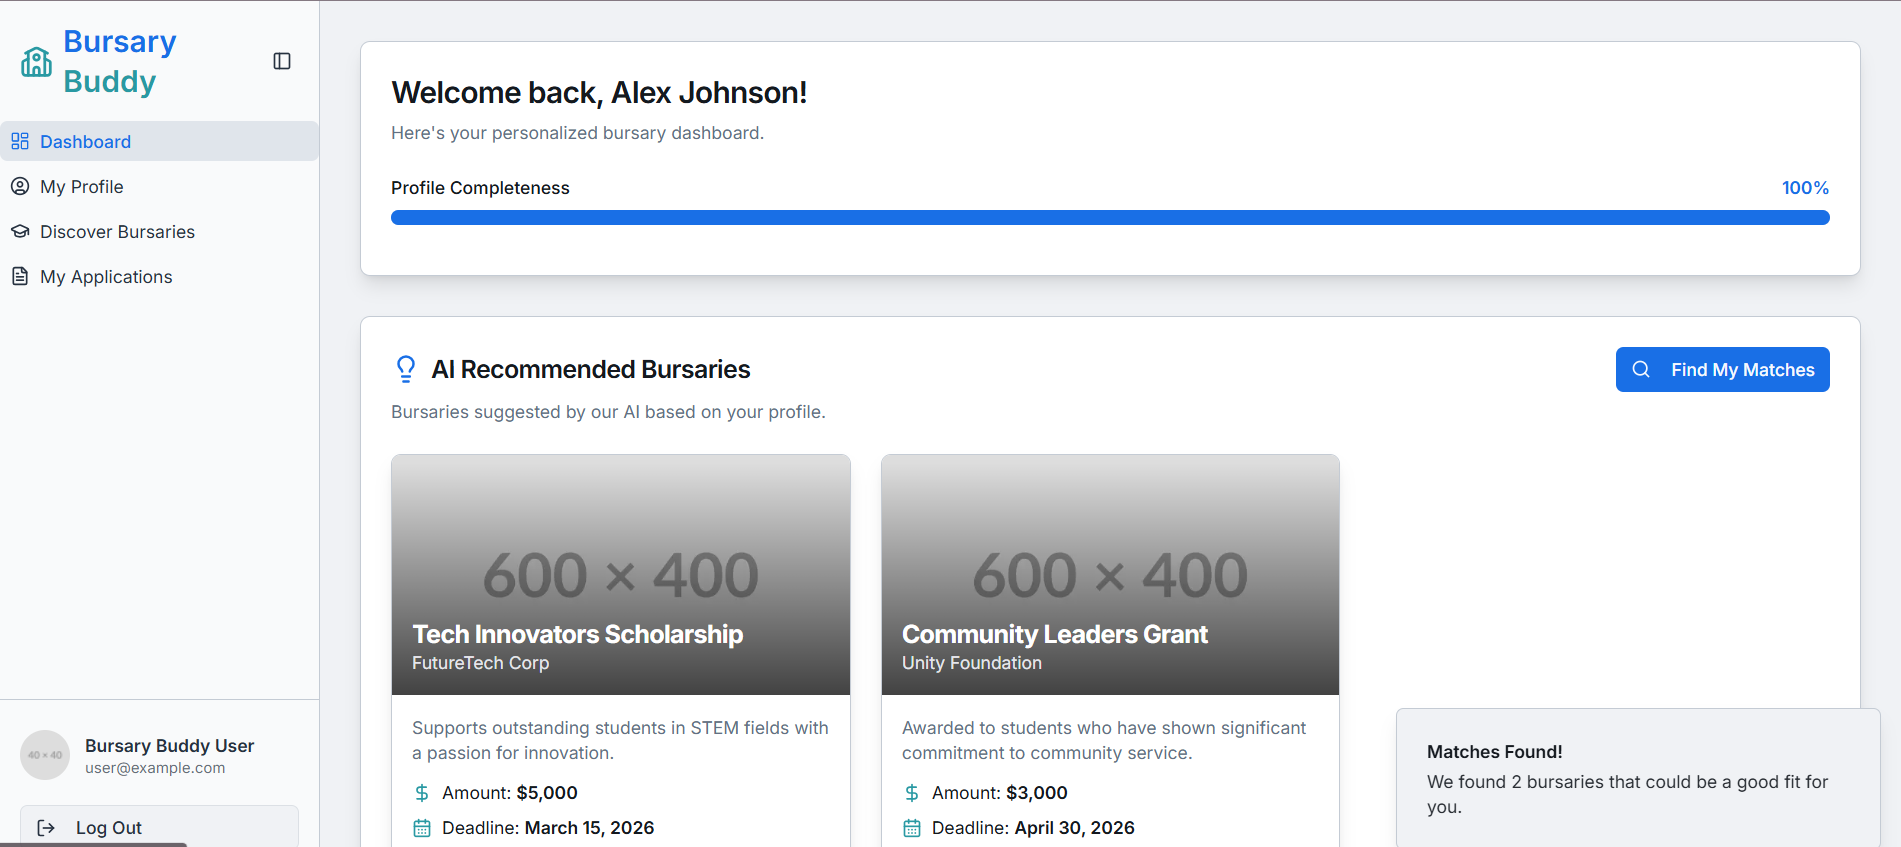 Bursary
Buddy
Dashboard
My Profile
Discover Bursaries
My Applications
40 × 40
Bursary Buddy User
user@example.com
Log Out
Welcome back, Alex Johnson!
Here's your personalized bursary dashboard.
Profile Completeness
100%
AI Recommended Bursaries
Find My Matches
Bursaries suggested by our AI based on your profile.
600 × 400
Tech Innovators Scholarship
FutureTech Corp
Supports outstanding students in STEM fields with
a passion for innovation.
Amount: $5,000
Deadline: March 15, 2026
600 × 400
Community Leaders Grant
Unity Foundation
Awarded to students who have shown significant
commitment to community service.
Amount: $3,000
Deadline: April 30, 2026
Matches Found!
We found 2 bursaries that could be a good fit for
you.